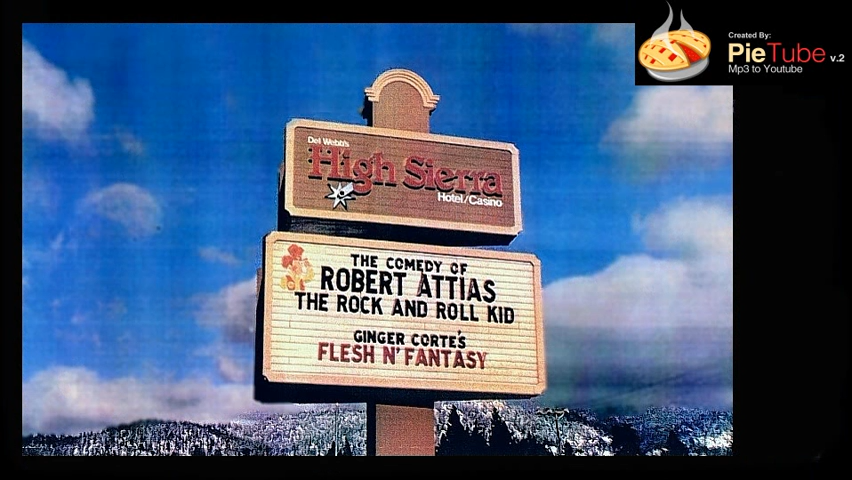 Created By:
PieTube v.2
Mp3 to Youtube
Del Webb's
High Sierra
Hotel/Casino
THE COMEDY OF
ROBERT ATTIAS
THE ROCK AND ROLL KID
GINGER CORTE'S
FLESH N' FANTASY